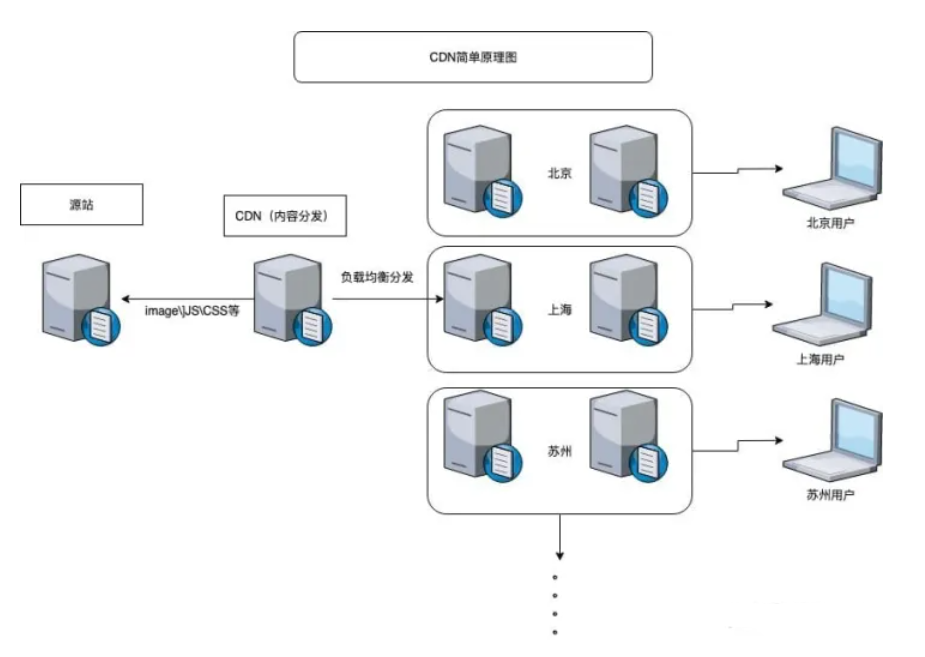 CDN简单原理图
源站
CDN（内容分发）
image\JS\CSS等
负载均衡分发
北京
北京用户
上海
上海用户
苏州
苏州用户